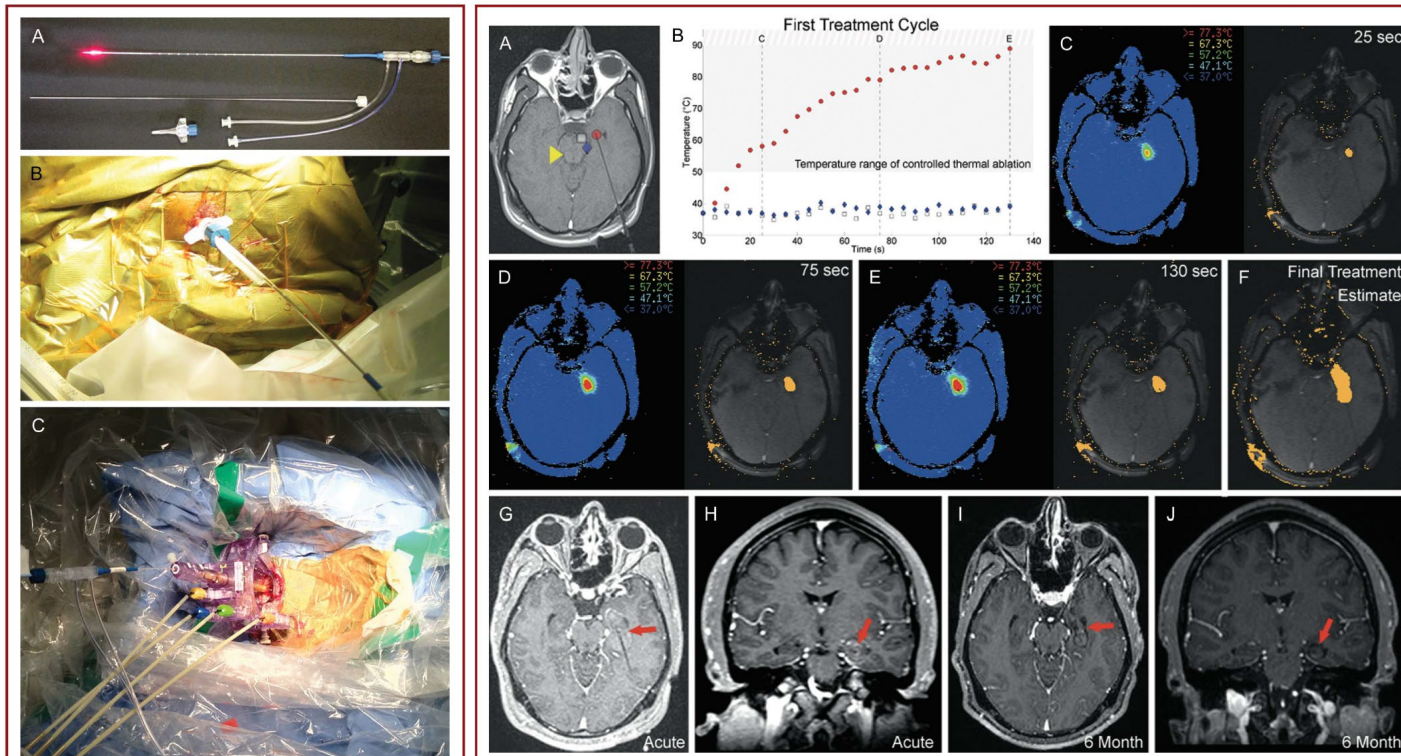 A
B
C
A
B
First Treatment Cycle
C
D
E
90
80
70
60
50
40
30
Temperature (°C)
Temperature range of controlled thermal ablation
0
20
40
60
80
100
120
140
Time (s)
C
>= 77.3°C
= 67.3°C
= 57.2°C
= 47.1°C
<= 37.0°C
25 sec
D
>= 77.3°C
= 67.3°C
= 57.2°C
= 47.1°C
<= 37.0°C
75 sec
E
>= 77.3°C
= 67.3°C
= 57.2°C
= 47.1°C
<= 37.0°C
130 sec
F
Final Treatment
Estimate
G
Acute
H
Acute
I
6 Month
J
6 Month